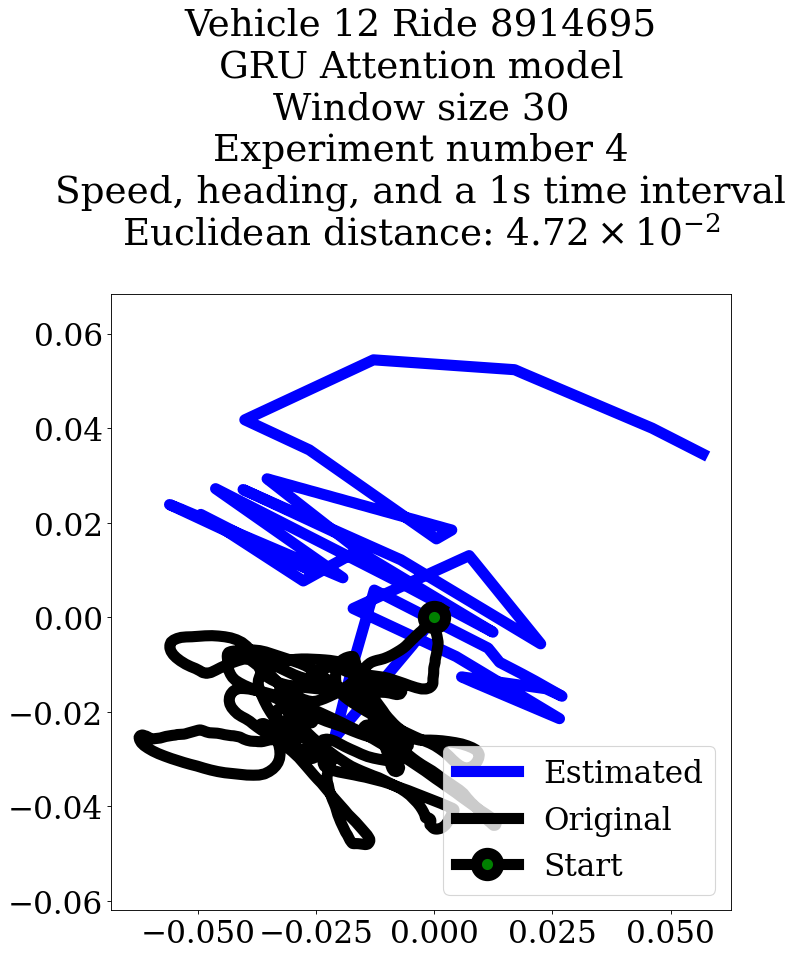 Vehicle 12 Ride 8914695
GRU Attention model
Window size 30
Experiment number 4
Speed, heading, and a 1s time interval
Euclidean distance: 4.72 × 10⁻²
0.06
0.04
0.02
0.00
−0.02
−0.04
−0.06
Estimated
Original
Start
−0.050 −0.025 0.000 0.025 0.050